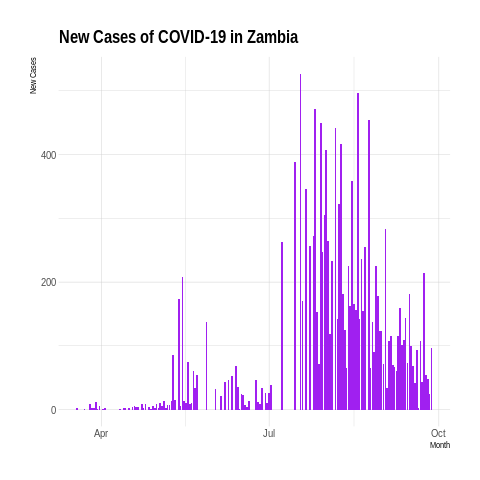 New Cases of COVID-19 in Zambia
New Cases
400
200
0
Apr
Jul
Oct
Month